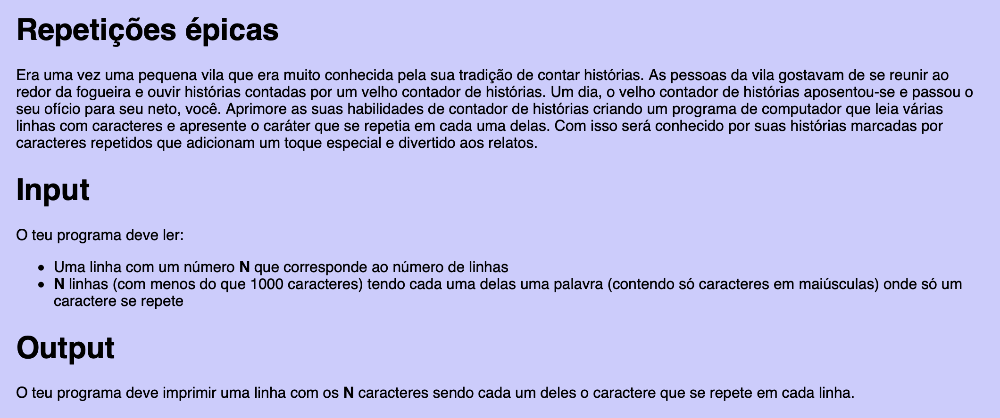 Repetições épicas
Era uma vez uma pequena vila que era muito conhecida pela sua tradição de contar histórias. As pessoas da vila gostavam de se reunir ao
redor da fogueira e ouvir histórias contadas por um velho contador de histórias. Um dia, o velho contador de histórias aposentou-se e passou o
seu ofício para seu neto, você. Aprimore as suas habilidades de contador de histórias criando um programa de computador que leia várias
linhas com caracteres e apresente o caráter que se repetia em cada uma delas. Com isso será conhecido por suas histórias marcadas por
caracteres repetidos que adicionam um toque especial e divertido aos relatos.
Input
O teu programa deve ler:
• Uma linha com um número N que corresponde ao número de linhas
• N linhas (com menos do que 1000 caracteres) tendo cada uma delas uma palavra (contendo só caracteres em maiúsculas) onde só um
caractere se repete
Output
O teu programa deve imprimir uma linha com os N caracteres sendo cada um deles o caractere que se repete em cada linha.